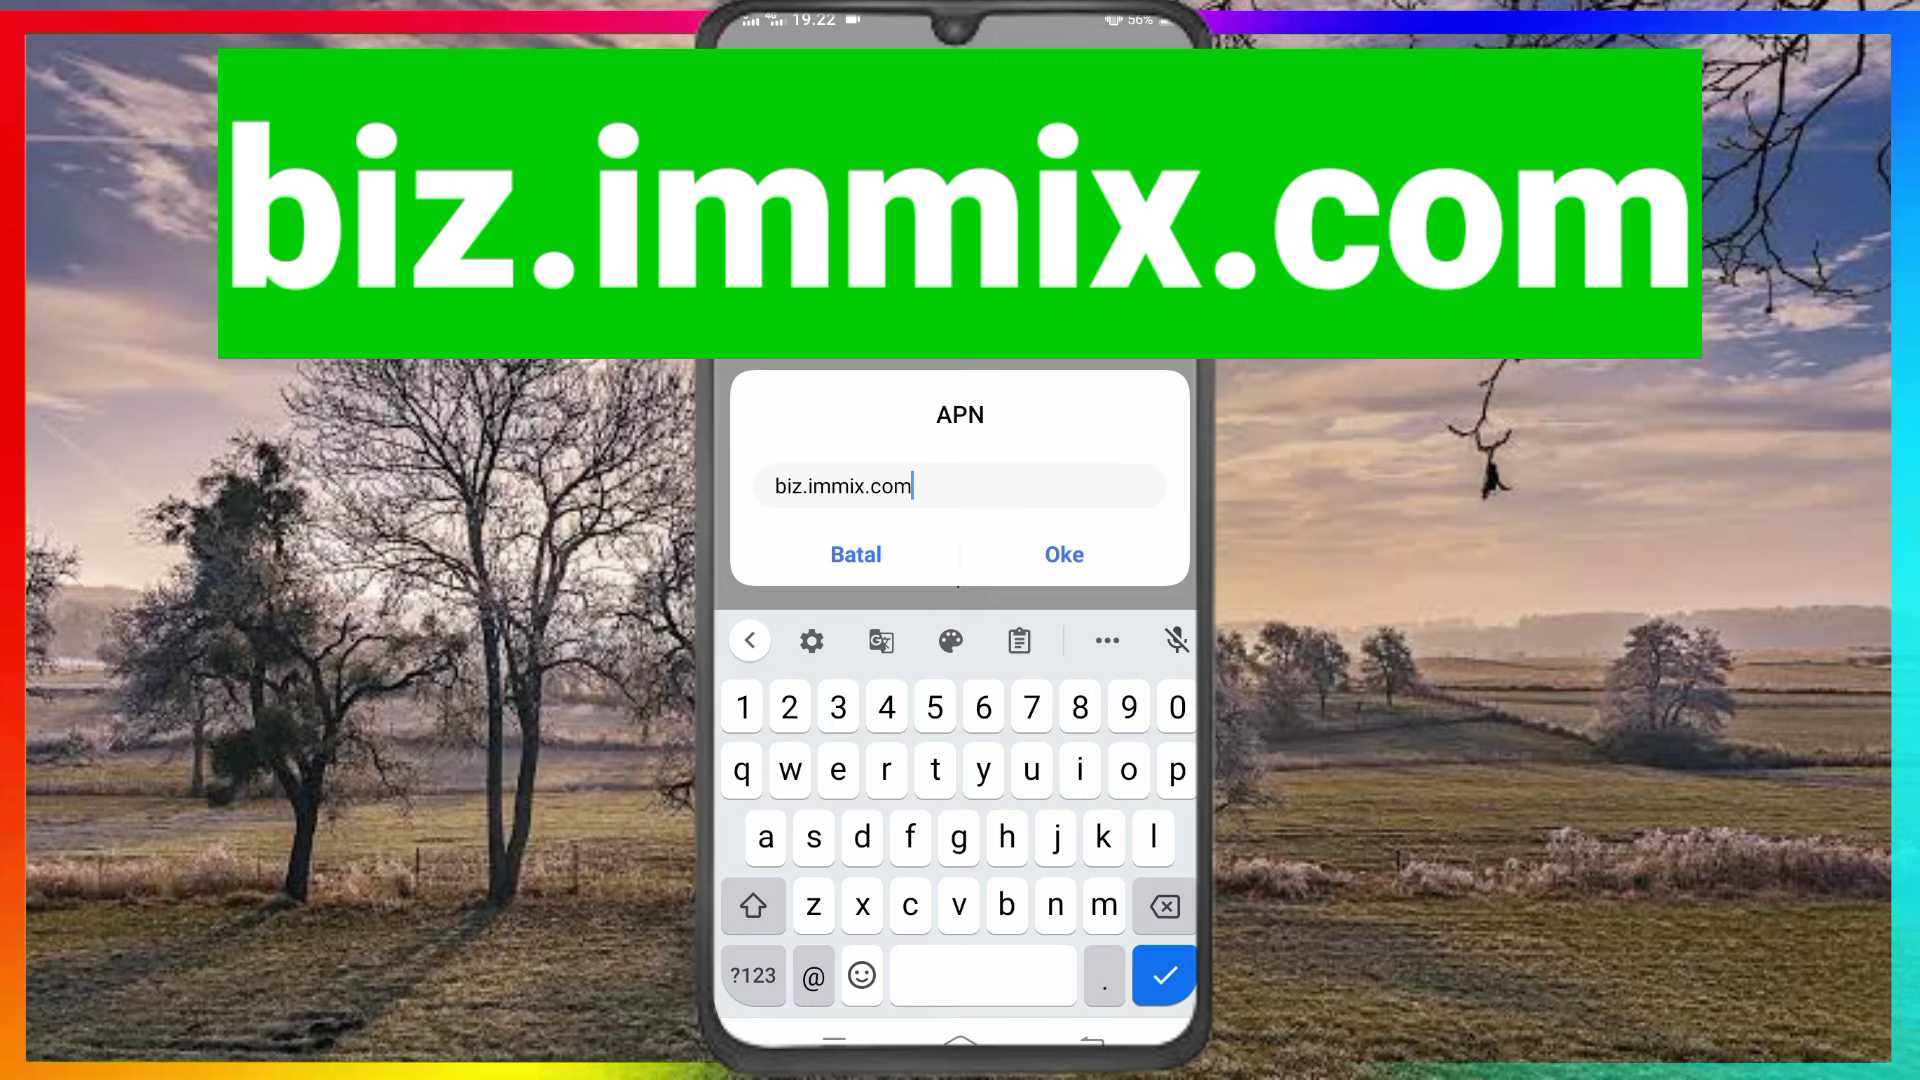 19.22
56%
biz.immix.com
APN
biz.immix.com
Batal Oke
1 2 3 4 5 6 7 8 9 0
q w e r t y u i o p
a s d f g h j k l
z x c v b n m
?123 @ .